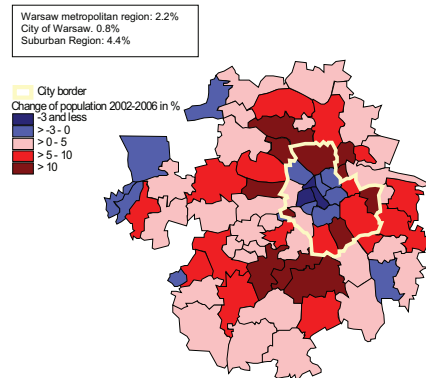 Warsaw metropolitan region: 2.2%
City of Warsaw. 0.8%
Suburban Region: 4.4%
City border
Change of population 2002-2006 in %
-3 and less
> -3 - 0
> 0 - 5
> 5 - 10
> 10